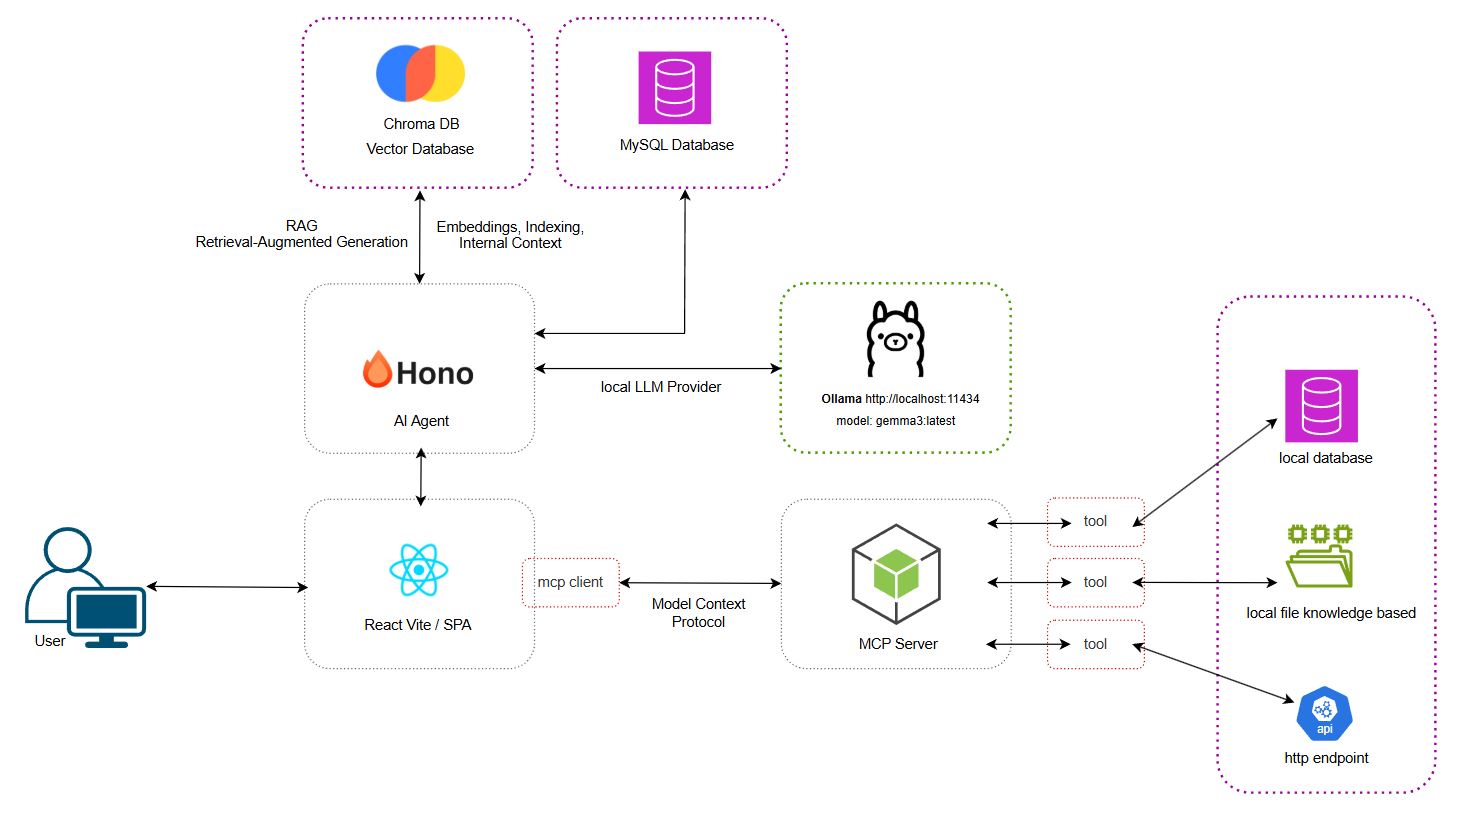 Chroma DB
Vector Database
MySQL Database
RAG
Retrieval-Augmented Generation
Embeddings, Indexing,
Internal Context
Hono
AI Agent
local LLM Provider
Ollama http://localhost:11434
model: gemma3:latest
local database
tool
User
React Vite / SPA
mcp client
Model Context
Protocol
MCP Server
tool
local file knowledge based
tool
api
http endpoint